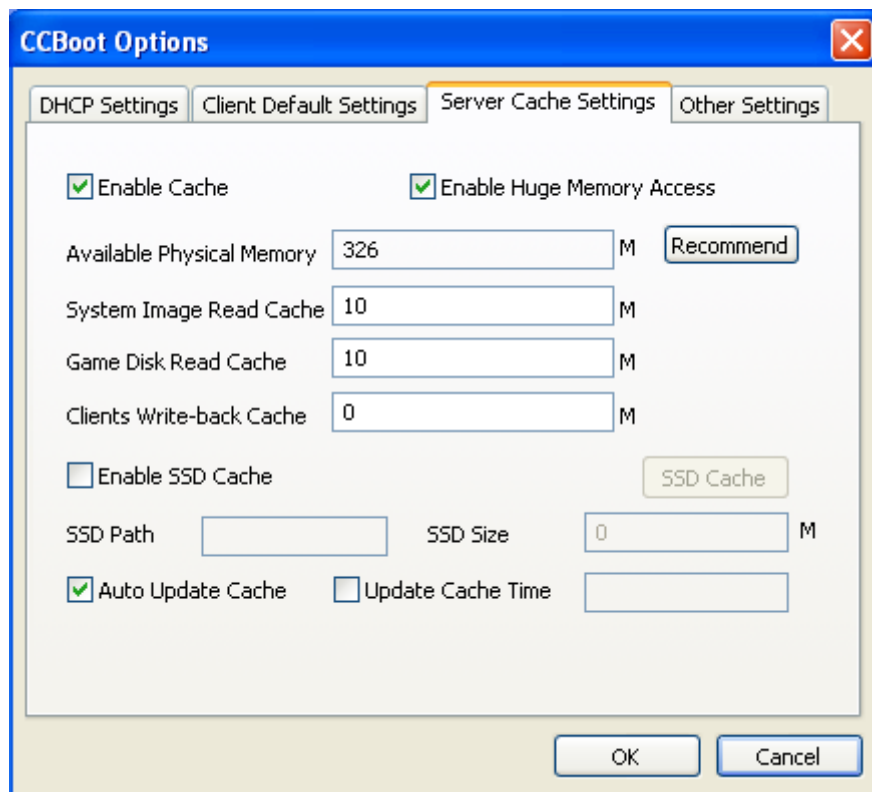 CCBoot Options
DHCP Settings Client Default Settings Server Cache Settings Other Settings
Enable Cache Enable Huge Memory Access
Available Physical Memory 326 M Recommend
System Image Read Cache 10 M
Game Disk Read Cache 10 M
Clients Write-back Cache 0 M
Enable SSD Cache SSD Cache
SSD Path SSD Size 0 M
Auto Update Cache Update Cache Time
OK Cancel